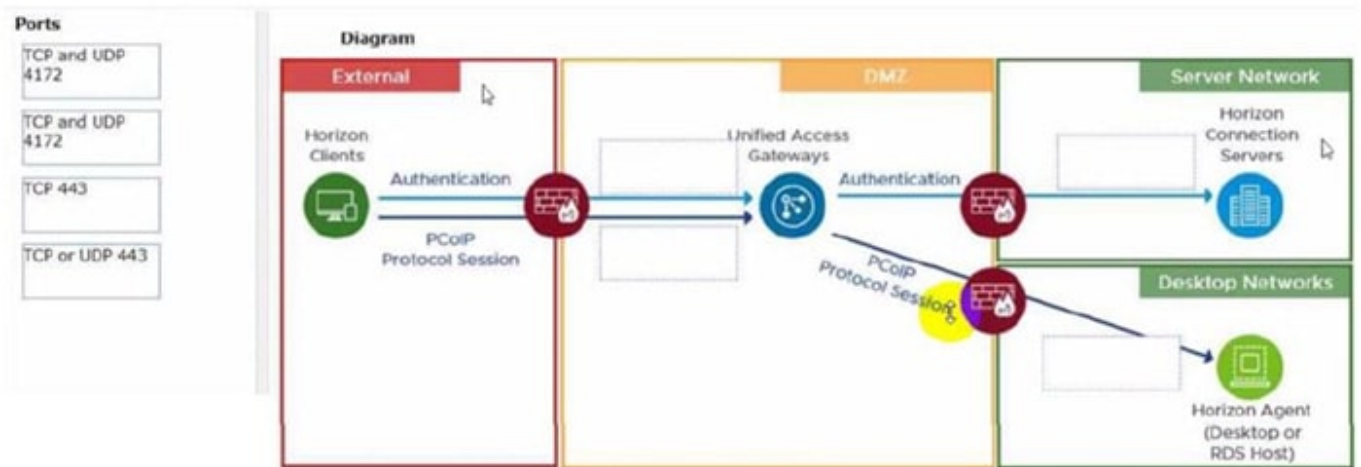 Ports
TCP and UDP
4172
TCP and UDP
4172
TCP 443
TCP or UDP 443
Diagram
External
DMZ
Server Network
Horizon
Clients
Authentication
PCoIP
Protocol Session
Unified Access
Gateways
Authentication
PCoIP
Protocol Session
Horizon
Connection
Servers
Desktop Networks
Horizon Agent
(Desktop or
RDS Host)